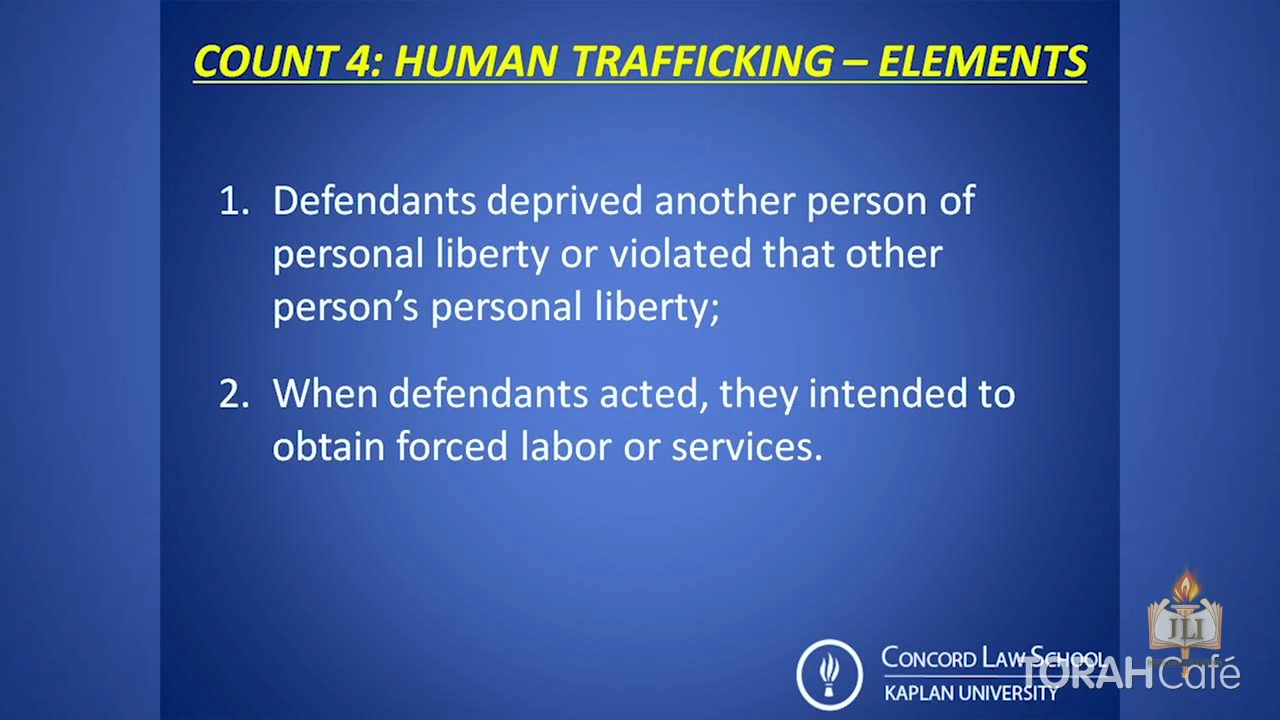 COUNT 4: HUMAN TRAFFICKING – ELEMENTS
1. Defendants deprived another person of
personal liberty or violated that other
person’s personal liberty;
2. When defendants acted, they intended to
obtain forced labor or services.
JLI
CONCORD LAW SCHOOL
TORAH Café
KAPLAN UNIVERSITY